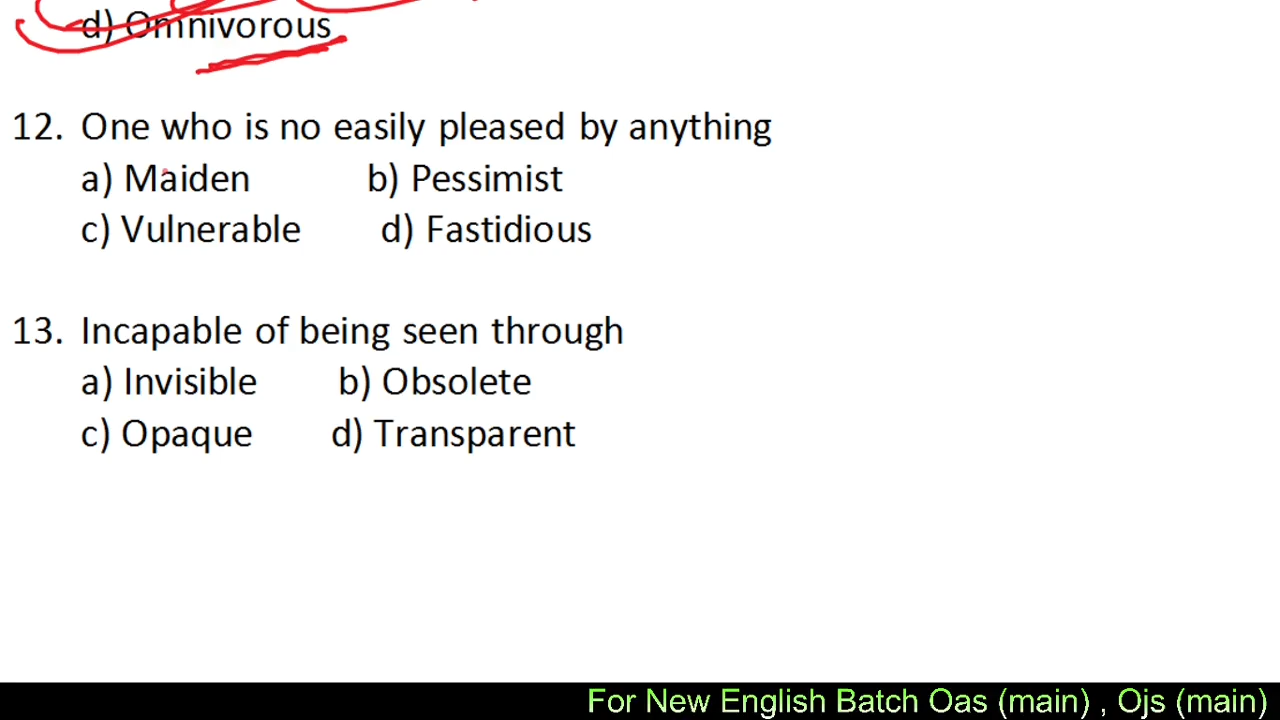 d) Omnivorous
12. One who is no easily pleased by anything
a) Maiden b) Pessimist
c) Vulnerable d) Fastidious
13. Incapable of being seen through
a) Invisible b) Obsolete
c) Opaque d) Transparent
For New English Batch Oas (main) , Ojs (main)